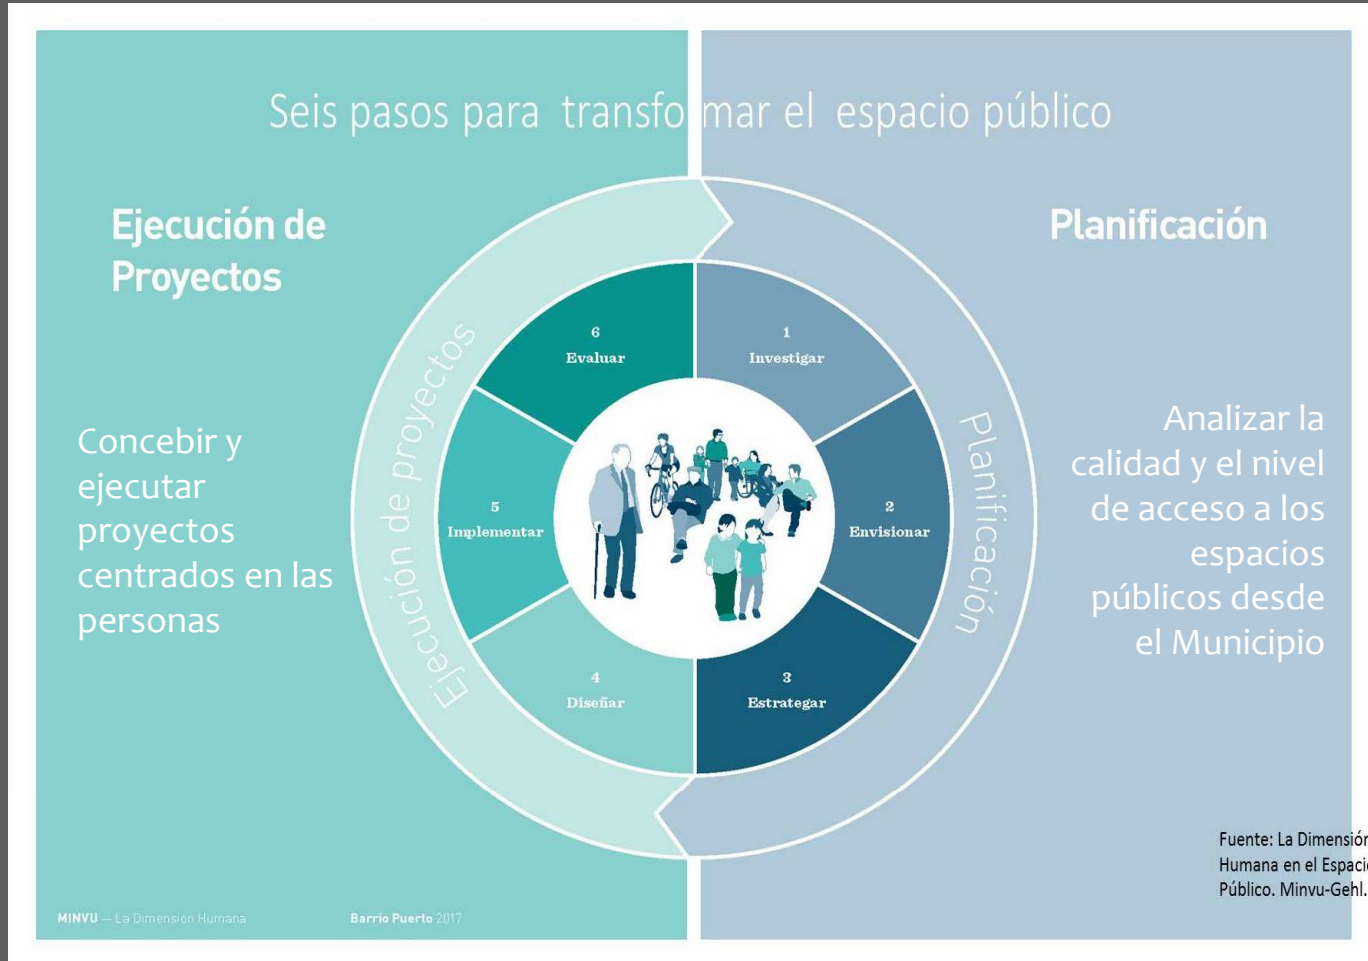 Seis pasos para transfo mar el espacio público
Ejecución de
Proyectos
Planificación
Ejecución de proyectos
Planificación
6
Evaluar
1
Investigar
5
Implementar
2
Envisionar
4
Diseñar
3
Estrategar
Concebir y
ejecutar
proyectos
centrados en las
personas
Analizar la
calidad y el nivel
de acceso a los
espacios
públicos desde
el Municipio
Fuente: La Dimensión
Humana en el Espacio
Público. Minvu-Gehl.
MINVU — La Dimension Humana
Barrio Puerto 2017